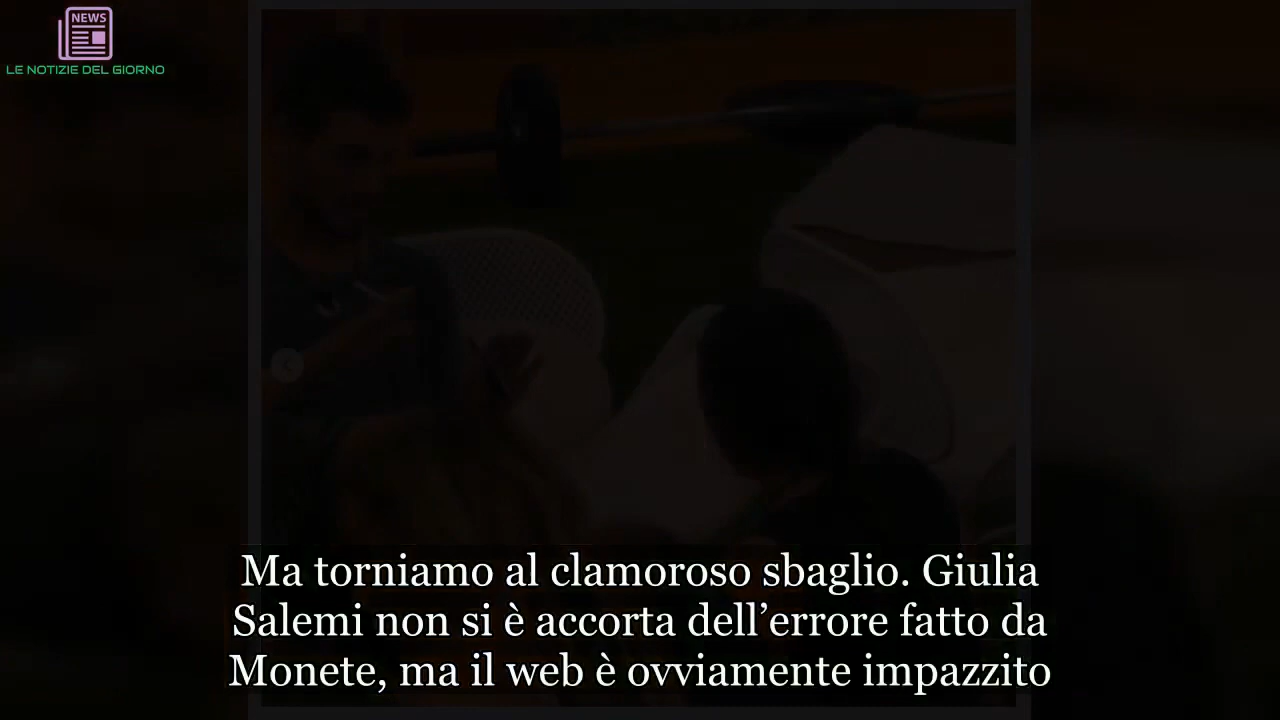 NEWS
LE NOTIZIE DEL GIORNO
Ma torniamo al clamoroso sbaglio. Giulia
Salemi non si è accorta dell’errore fatto da
Monete, ma il web è ovviamente impazzito